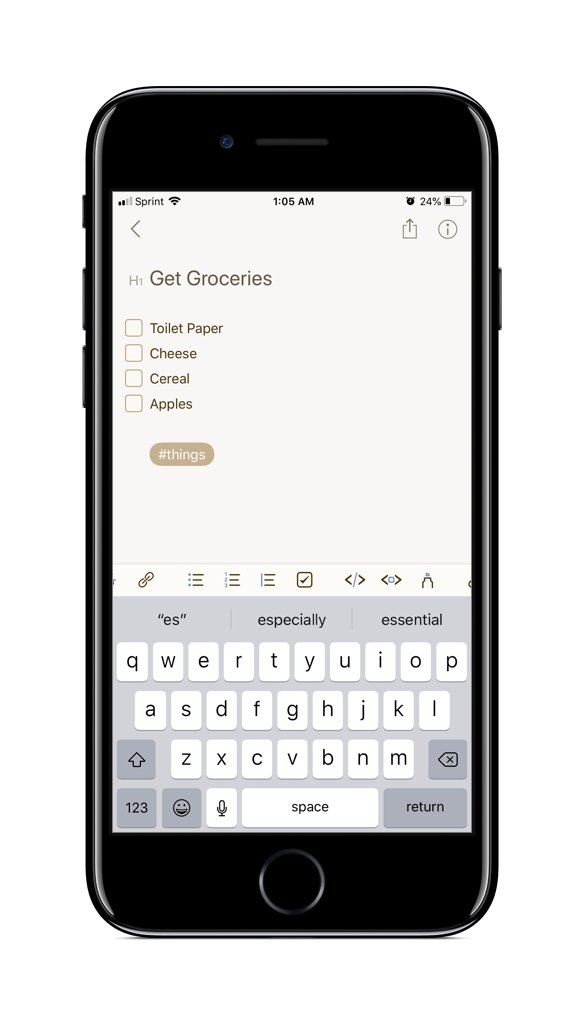 Sprint 1:05 AM 24%
H1 Get Groceries
Toilet Paper
Cheese
Cereal
Apples
#things
“es” especially essential
q w e r t y u i o p
a s d f g h j k l
z x c v b n m
123 space return